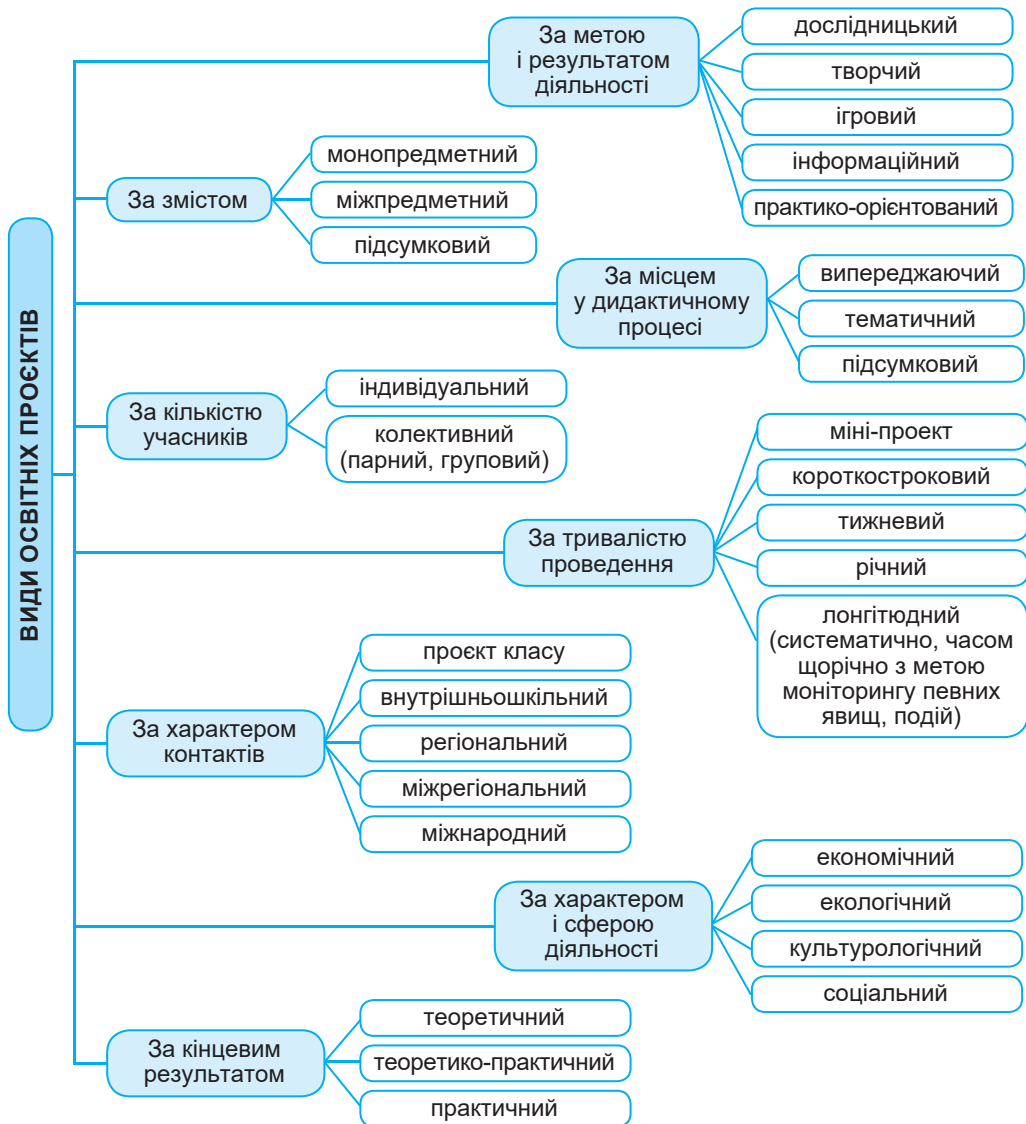 ВИДИ ОСВІТНІХ ПРОЄКТІВ
За метою
і результатом
діяльності
дослідницький
творчий
ігровий
інформаційний
практико-орієнтований
За змістом
монопредметний
міжпредметний
підсумковий
За місцем
у дидактичному
процесі
випереджаючий
тематичний
підсумковий
За кількістю
учасників
індивідуальний
колективний
(парний, груповий)
За тривалістю
проведення
міні-проект
короткостроковий
тижневий
річний
лонгітюдний
(систематично, часом
щорічно з метою
моніторингу певних
явищ, подій)
За характером
контактів
проєкт класу
внутрішньошкільний
регіональний
міжрегіональний
міжнародний
За характером
і сферою
діяльності
економічний
екологічний
культурологічний
соціальний
За кінцевим
результатом
теоретичний
теоретико-практичний
практичний